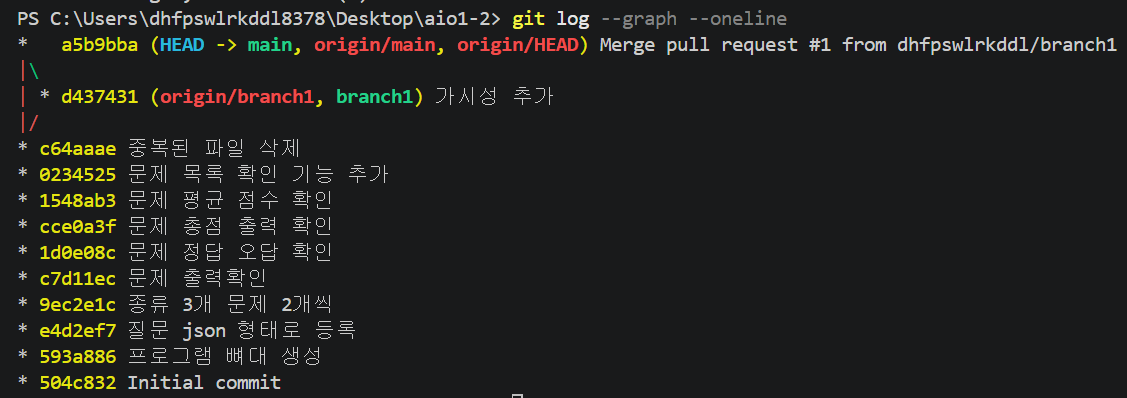 PS C:\Users\dhfpswlrkddl8378\Desktop\aio1-2> git log --graph --oneline
*   a5b9bba (HEAD -> main, origin/main, origin/HEAD) Merge pull request #1 from dhfpswlrkddl/branch1
|\
| * d437431 (origin/branch1, branch1) 가시성 추가
|/
* c64aaae 중복된 파일 삭제
* 0234525 문제 목록 확인 기능 추가
* 1548ab3 문제 평균 점수 확인
* cce0a3f 문제 총점 출력 확인
* 1d0e08c 문제 정답 오답 확인
* c7d11ec 문제 출력확인
* 9ec2e1c 종류 3개 문제 2개씩
* e4d2ef7 질문 json 형태로 등록
* 593a886 프로그램 뼈대 생성
* 504c832 Initial commit